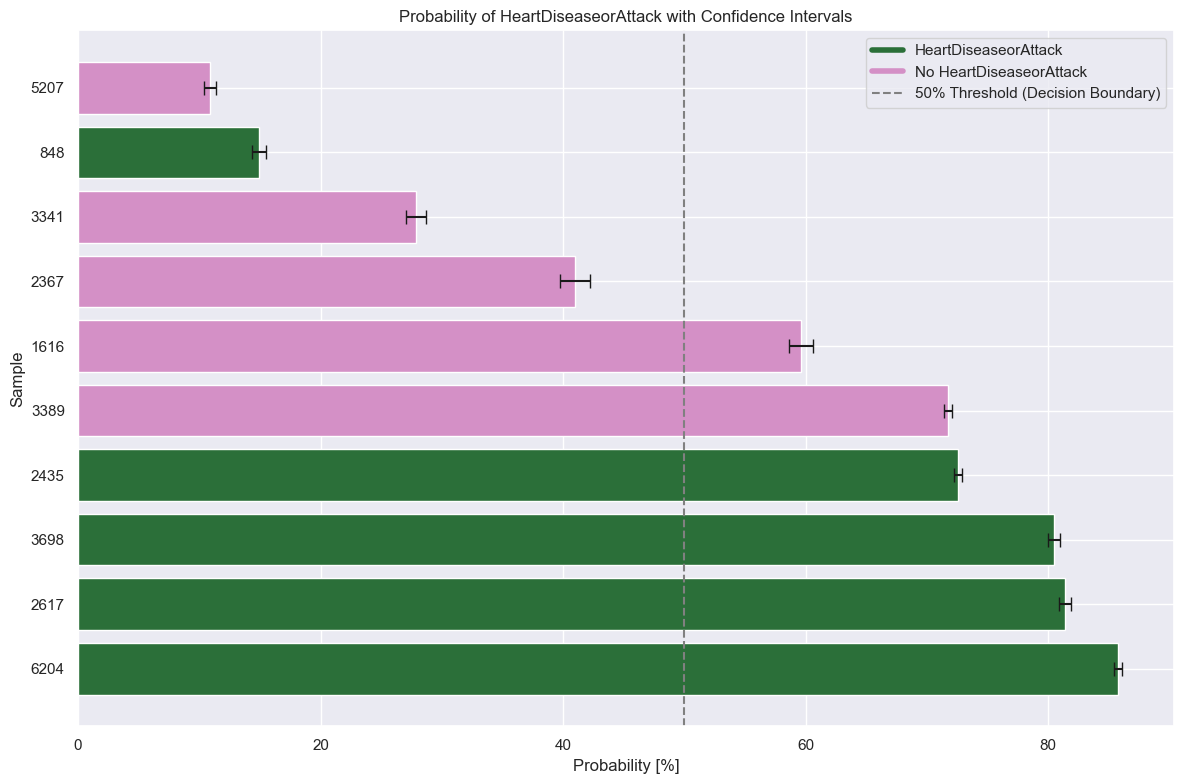 Probability of HeartDiseaseorAttack with Confidence Intervals
HeartDiseaseorAttack
No HeartDiseaseorAttack
50% Threshold (Decision Boundary)
Sample
5207
848
3341
2367
1616
3389
2435
3698
2617
6204
0 20 40 60 80
Probability [%]